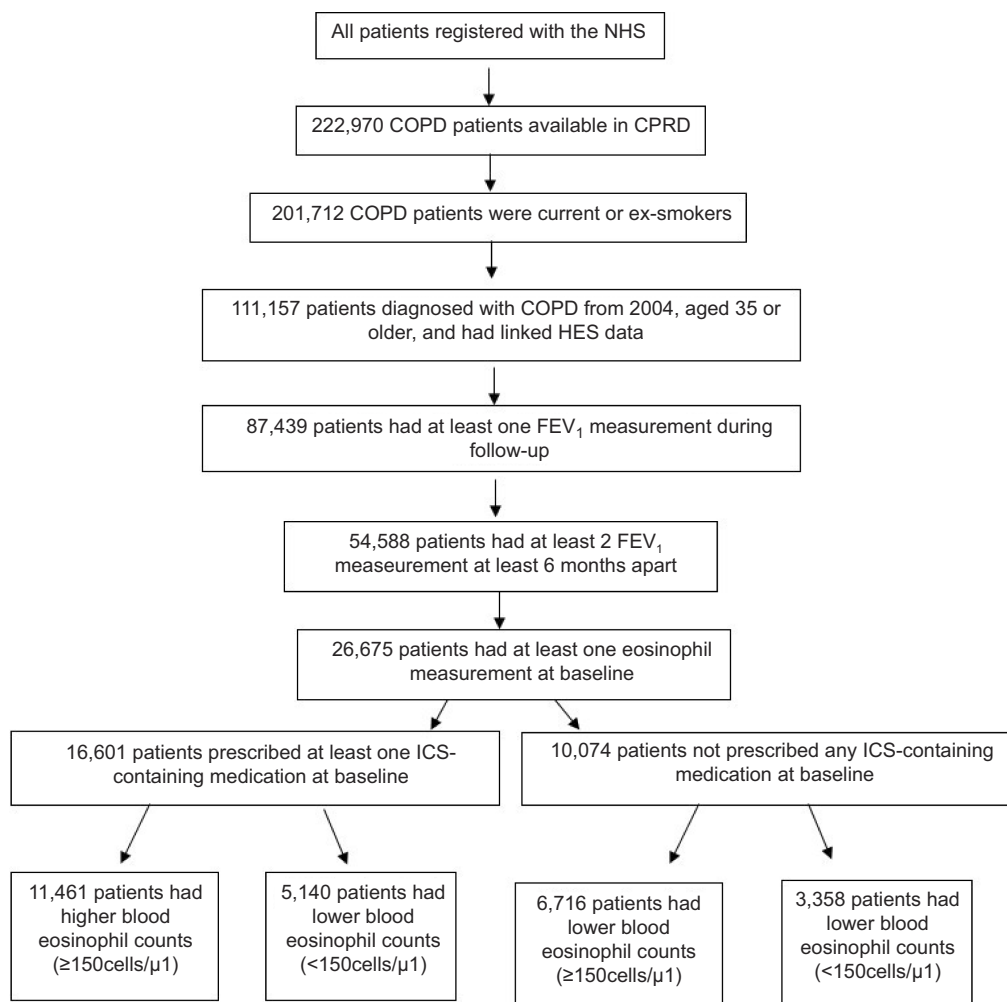 All patients registered with the NHS
222,970 COPD patients available in CPRD
201,712 COPD patients were current or ex-smokers
111,157 patients diagnosed with COPD from 2004, aged 35 or
older, and had linked HES data
87,439 patients had at least one FEV₁ measurement during
follow-up
54,588 patients had at least 2 FEV₁
measeurement at least 6 months apart
26,675 patients had at least one eosinophil
measurement at baseline
16,601 patients prescribed at least one ICS-
containing medication at baseline
10,074 patients not prescribed any ICS-containing
medication at baseline
11,461 patients had
higher blood
eosinophil counts
(≥150cells/µ1)
5,140 patients had
lower blood
eosinophil counts
(<150cells/µ1)
6,716 patients had
lower blood
eosinophil counts
(≥150cells/µ1)
3,358 patients had
lower blood
eosinophil counts
(<150cells/µ1)